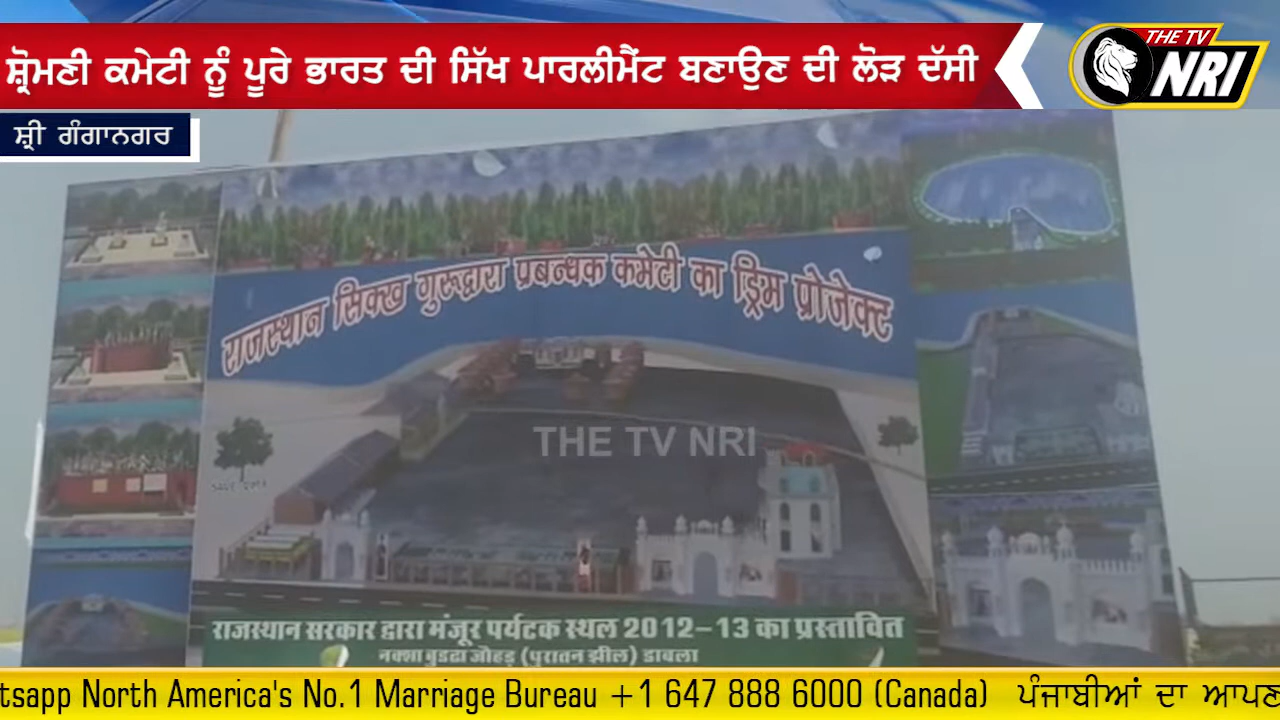 ਸ਼੍ਰੋਮਣੀ ਕਮੇਟੀ ਨੂੰ ਪੂਰੇ ਭਾਰਤ ਦੀ ਸਿੱਖ ਪਾਰਲੀਮੈਂਟ ਬਣਾਉਣ ਦੀ ਲੋੜ ਦੱਸੀ
THE TV
NRI
ਸ਼੍ਰੀ ਗੰਗਾਨਗਰ
राजस्थान सिक्ख गुरूद्वारा प्रबन्धक कमेटी का ड्रिम प्रोजेक्ट
THE TV NRI
राजस्थान सरकार द्वारा मंजूर पर्यटक स्थल 2012-13 का प्रस्तावित
नक्शा बुडढा जौहड़ (पुरातन झील) डाबला
tsapp North America's No.1 Marriage Bureau +1 647 888 6000 (Canada) ਪੰਜਾਬੀਆਂ ਦਾ ਆਪਣ